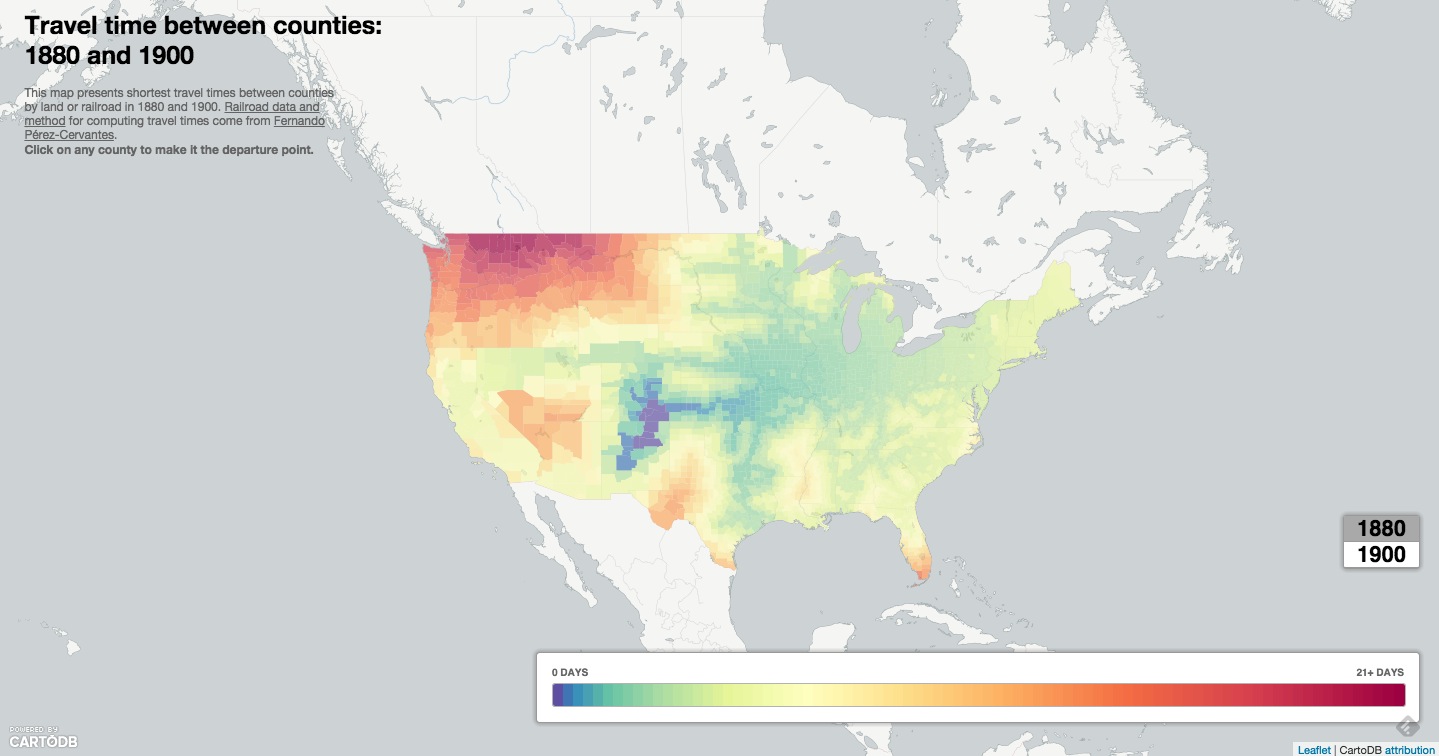 Travel time between counties:
1880 and 1900
This map presents shortest travel times between counties
by land or railroad in 1880 and 1900. Railroad data and
method for computing travel times come from Fernando
Pérez-Cervantes.
Click on any county to make it the departure point.
1880
1900
0 DAYS
21+ DAYS
POWERED BY
CARTODB
Leaflet | CartoDB attribution